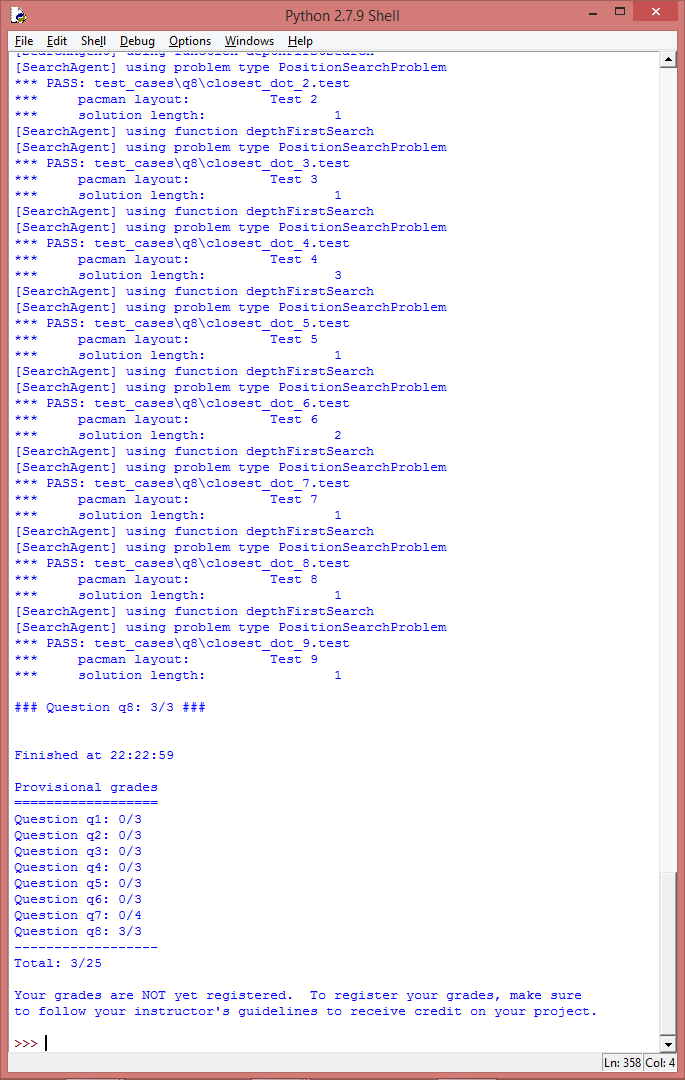 Python 2.7.9 Shell
File Edit Shell Debug Options Windows Help
[SearchAgent] using function depthFirstSearch
[SearchAgent] using problem type PositionSearchProblem
*** PASS: test_cases\q8\closest_dot_2.test
***     pacman layout:          Test 2
***     solution length:                1
[SearchAgent] using function depthFirstSearch
[SearchAgent] using problem type PositionSearchProblem
*** PASS: test_cases\q8\closest_dot_3.test
***     pacman layout:          Test 3
***     solution length:                1
[SearchAgent] using function depthFirstSearch
[SearchAgent] using problem type PositionSearchProblem
*** PASS: test_cases\q8\closest_dot_4.test
***     pacman layout:          Test 4
***     solution length:                3
[SearchAgent] using function depthFirstSearch
[SearchAgent] using problem type PositionSearchProblem
*** PASS: test_cases\q8\closest_dot_5.test
***     pacman layout:          Test 5
***     solution length:                1
[SearchAgent] using function depthFirstSearch
[SearchAgent] using problem type PositionSearchProblem
*** PASS: test_cases\q8\closest_dot_6.test
***     pacman layout:          Test 6
***     solution length:                2
[SearchAgent] using function depthFirstSearch
[SearchAgent] using problem type PositionSearchProblem
*** PASS: test_cases\q8\closest_dot_7.test
***     pacman layout:          Test 7
***     solution length:                1
[SearchAgent] using function depthFirstSearch
[SearchAgent] using problem type PositionSearchProblem
*** PASS: test_cases\q8\closest_dot_8.test
***     pacman layout:          Test 8
***     solution length:                1
[SearchAgent] using function depthFirstSearch
[SearchAgent] using problem type PositionSearchProblem
*** PASS: test_cases\q8\closest_dot_9.test
***     pacman layout:          Test 9
***     solution length:                1
### Question q8: 3/3 ###
Finished at 22:22:59
Provisional grades
==================
Question q1: 0/3
Question q2: 0/3
Question q3: 0/3
Question q4: 0/3
Question q5: 0/3
Question q6: 0/3
Question q7: 0/4
Question q8: 3/3
------------------
Total: 3/25
Your grades are NOT yet registered.  To register your grades, make sure
to follow your instructor's guidelines to receive credit on your project.
>>>
Ln: 358 Col: 4